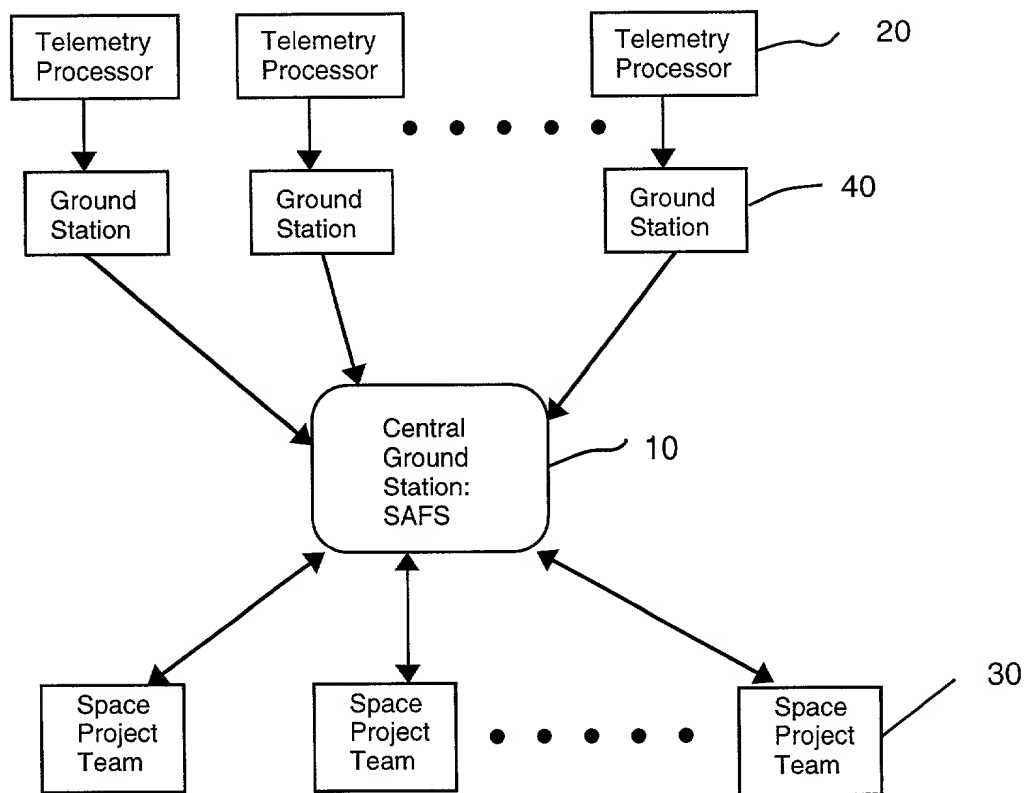 Telemetry
Processor
Telemetry
Processor
Telemetry
Processor
20
Ground
Station
Ground
Station
Ground
Station
40
Central
Ground
Station:
SAFS
10
Space
Project
Team
Space
Project
Team
Space
Project
Team
30